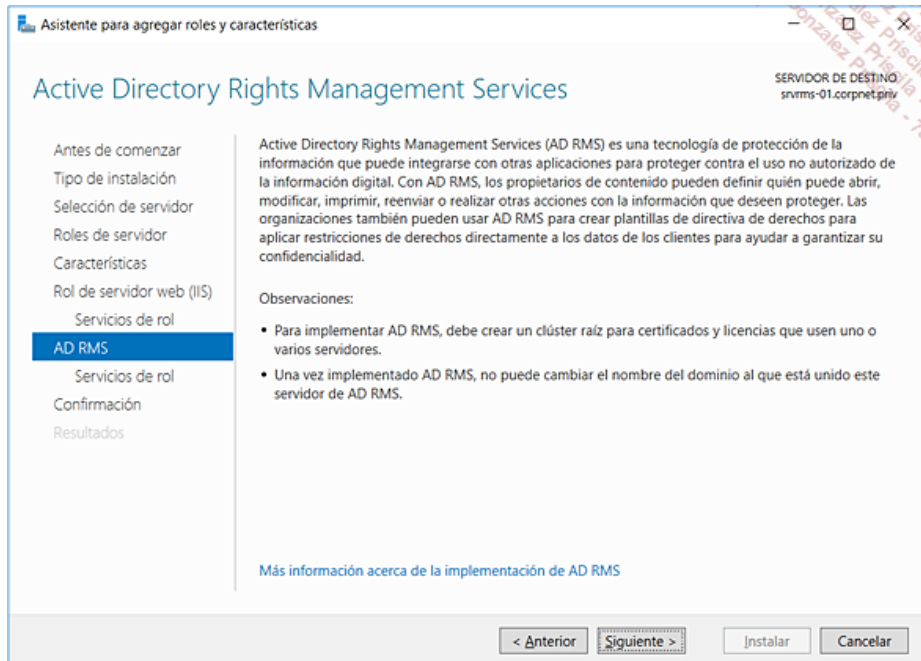 Asistente para agregar roles y características
Active Directory Rights Management Services
SERVIDOR DE DESTINO
srvrms-01.corpnet.priv
Antes de comenzar
Tipo de instalación
Selección de servidor
Roles de servidor
Características
Rol de servidor web (IIS)
Servicios de rol
AD RMS
Servicios de rol
Confirmación
Resultados
Active Directory Rights Management Services (AD RMS) es una tecnología de protección de la
información que puede integrarse con otras aplicaciones para proteger contra el uso no autorizado de
la información digital. Con AD RMS, los propietarios de contenido pueden definir quién puede abrir,
modificar, imprimir, reenviar o realizar otras acciones con la información que deseen proteger. Las
organizaciones también pueden usar AD RMS para crear plantillas de directiva de derechos para
aplicar restricciones de derechos directamente a los datos de los clientes para ayudar a garantizar su
confidencialidad.
Observaciones:
• Para implementar AD RMS, debe crear un clúster raíz para certificados y licencias que usen uno o
varios servidores.
• Una vez implementado AD RMS, no puede cambiar el nombre del dominio al que está unido este
servidor de AD RMS.
Más información acerca de la implementación de AD RMS
< Anterior
Siguiente >
Instalar
Cancelar